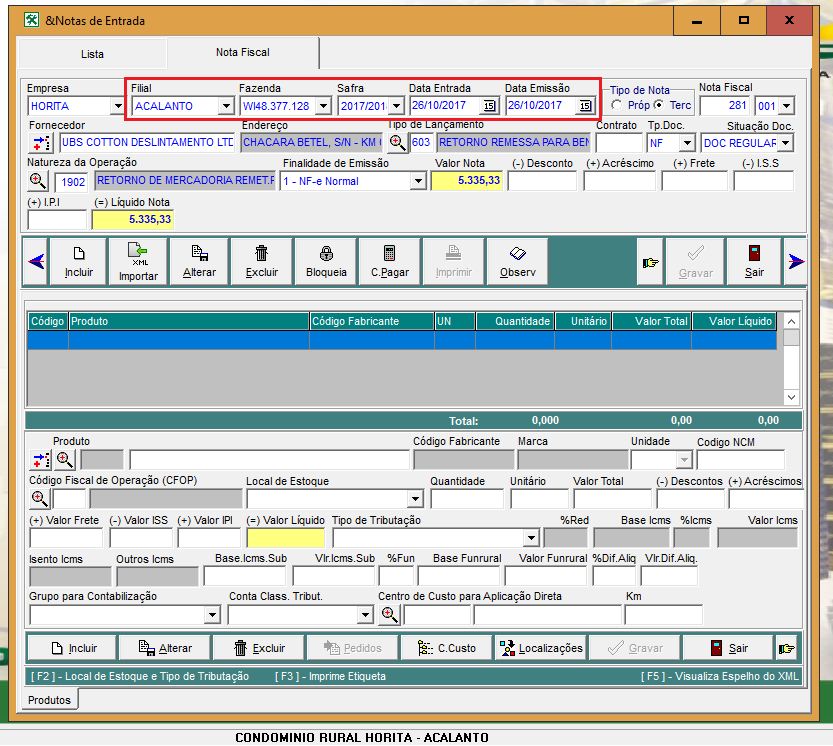 &Notas de Entrada
Lista Nota Fiscal
Empresa Filial Fazenda Safra Data Entrada Data Emissão Tipo de Nota Nota Fiscal
HORITA ACALANTO WI48.377.128 2017/201 26/10/2017 15 26/10/2017 15 Próp Terc 281 001
Fornecedor Endereço Tipo de Lançamento Contrato Tp.Doc. Situação Doc.
UBS COTTON DESLINTAMENTO LTD CHACARA BETEL, S/N - KM 603 RETORNO REMESSA PARA BEN NF DOC REGULAR
Natureza da Operação Finalidade de Emissão Valor Nota (-) Desconto (+) Acréscimo (+) Frete (-) I.S.S
1902 RETORNO DE MERCADORIA REMET.P 1 - NF-e Normal 5.335,33
(+) I.P.I (=) Líquido Nota
5.335,33
Incluir XML Importar Alterar Excluir Bloqueia C.Pagar Imprimir Observ Gravar Sair
Código Produto Código Fabricante UN Quantidade Unitário Valor Total Valor Líquido
Total: 0,000 0,00 0,00
Produto Código Fabricante Marca Unidade Codigo NCM
Código Fiscal de Operação (CFOP) Local de Estoque Quantidade Unitário Valor Total (-) Descontos (+) Acréscimos
(+) Valor Frete (-) Valor ISS (+) Valor IPI (=) Valor Líquido Tipo de Tributação %Red Base Icms %Icms Valor Icms
Isento Icms Outros Icms Base.Icms.Sub Vlr.Icms.Sub %Fun Base Funrural Valor Funrural %Dif.Aliq Vlr.Dif.Aliq.
Grupo para Contabilização Conta Class. Tribut. Centro de Custo para Aplicação Direta Km
Incluir Alterar Excluir Pedidos C.Custo Localizações Gravar Sair
[ F2 ] - Local de Estoque e Tipo de Tributação [ F3 ] - Imprime Etiqueta [ F5 ] - Visualiza Espelho do XML
Produtos
CONDOMINIO RURAL HORITA - ACALANTO